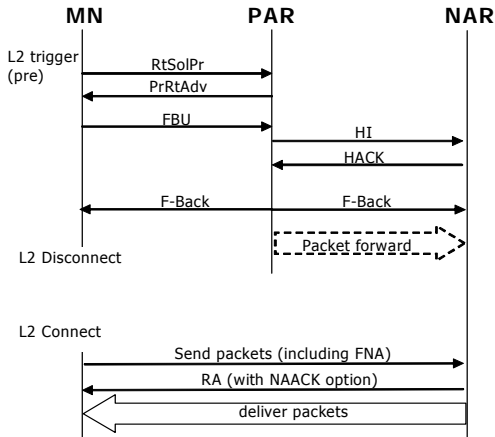 MN PAR NAR
L2 trigger
(pre)
RtSolPr
PrRtAdv
FBU
HI
HACK
F-Back F-Back
Packet forward
L2 Disconnect
L2 Connect
Send packets (including FNA)
RA (with NAACK option)
deliver packets